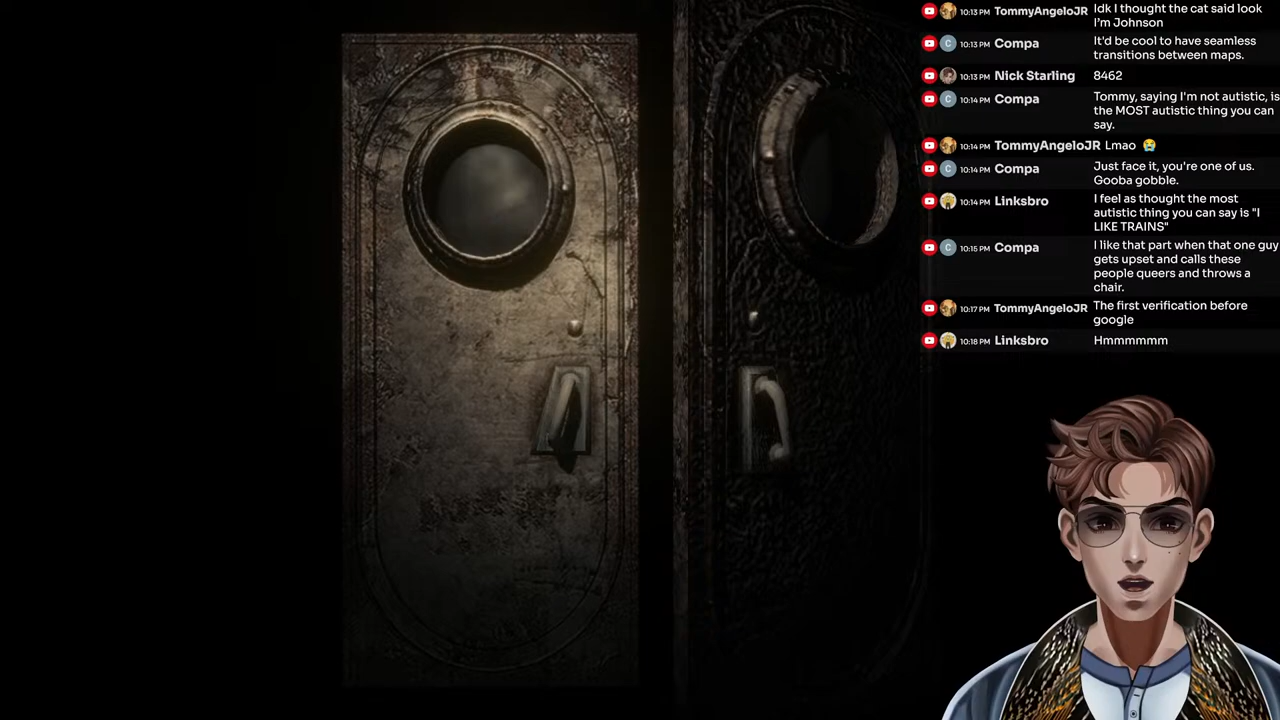 10:13 PM TommyAngeloJR Idk I thought the cat said look
I'm Johnson
10:13 PM Compa It'd be cool to have seamless
transitions between maps.
10:13 PM Nick Starling 8462
10:14 PM Compa Tommy, saying I'm not autistic, is
the MOST autistic thing you can
say.
10:14 PM TommyAngeloJR Lmao 😭
10:14 PM Compa Just face it, you're one of us.
Gooba gobble.
10:14 PM Linksbro I feel as thought the most
autistic thing you can say is "I
LIKE TRAINS"
10:15 PM Compa I like that part when that one guy
gets upset and calls these
people queers and throws a
chair.
10:17 PM TommyAngeloJR The first verification before
google
10:18 PM Linksbro Hmmmmmm